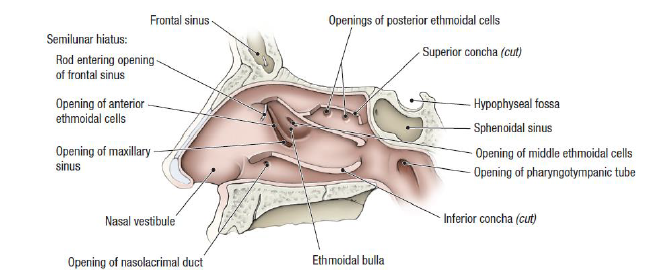 Frontal sinus
Openings of posterior ethmoidal cells
Semilunar hiatus:
Rod entering opening
of frontal sinus
Superior concha (cut)
Opening of anterior
ethmoidal cells
Hypophyseal fossa
Sphenoidal sinus
Opening of maxillary
sinus
Opening of middle ethmoidal cells
Opening of pharyngotympanic tube
Nasal vestibule
Inferior concha (cut)
Opening of nasolacrimal duct
Ethmoidal bulla